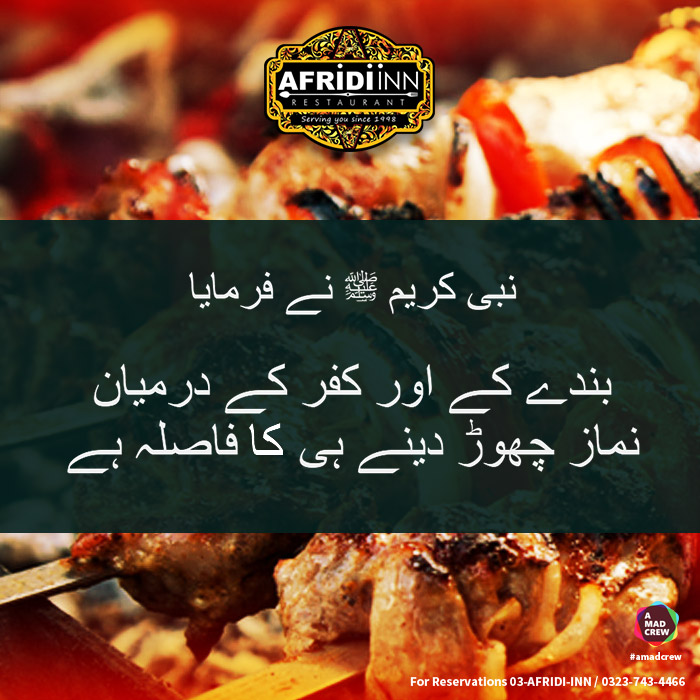 AFRIDI INN
RESTAURANT
Serving you since 1998
نبی کریم ﷺ نے فرمایا
بندے کے اور کفر کے درمیان
نماز چھوڑ دینے ہی کا فاصلہ ہے
A
MAD
CREW
#amadcrew
For Reservations 03-AFRIDI-INN / 0323-743-4466